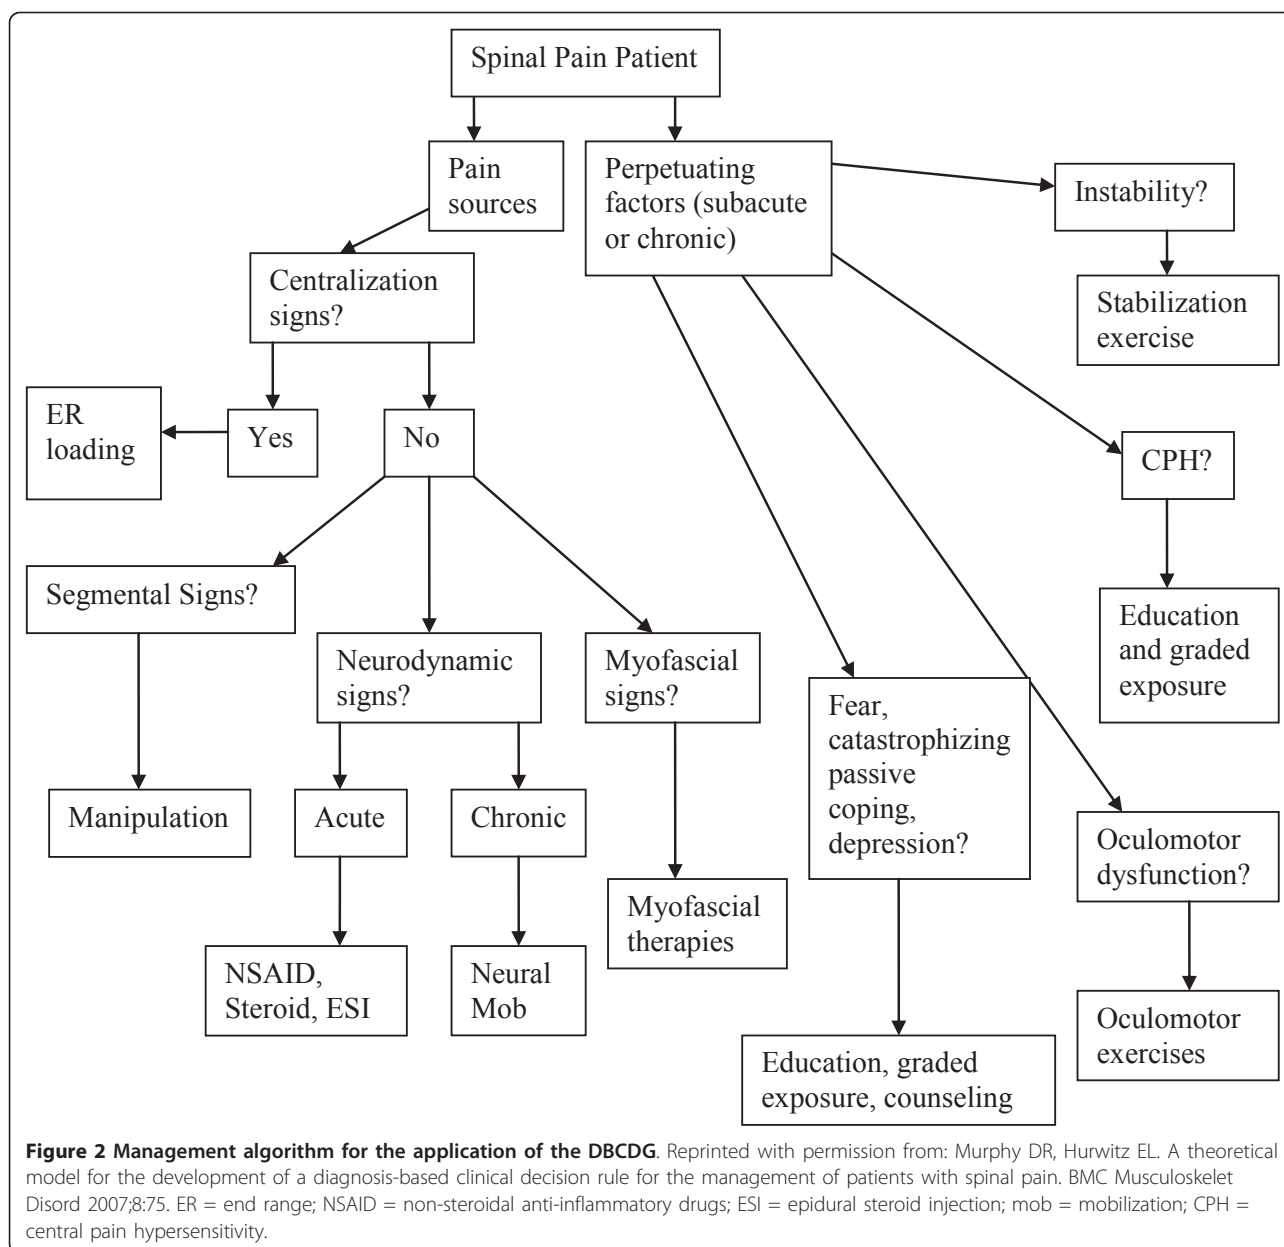 Spinal Pain Patient
Pain
sources
Perpetuating
factors (subacute
or chronic)
Instability?
Stabilization
exercise
Centralization
signs?
ER
loading
Yes
No
CPH?
Education
and graded
exposure
Segmental Signs?
Neurodynamic
signs?
Myofascial
signs?
Fear,
catastrophizing
passive
coping,
depression?
Manipulation
Acute
Chronic
Oculomotor
dysfunction?
Myofascial
therapies
NSAID,
Steroid, ESI
Neural
Mob
Oculomotor
exercises
Education, graded
exposure, counseling
Figure 2 Management algorithm for the application of the DBCDG. Reprinted with permission from: Murphy DR, Hurwitz EL. A theoretical
model for the development of a diagnosis-based clinical decision rule for the management of patients with spinal pain. BMC Musculoskelet
Disord 2007;8:75. ER = end range; NSAID = non-steroidal anti-inflammatory drugs; ESI = epidural steroid injection; mob = mobilization; CPH =
central pain hypersensitivity.